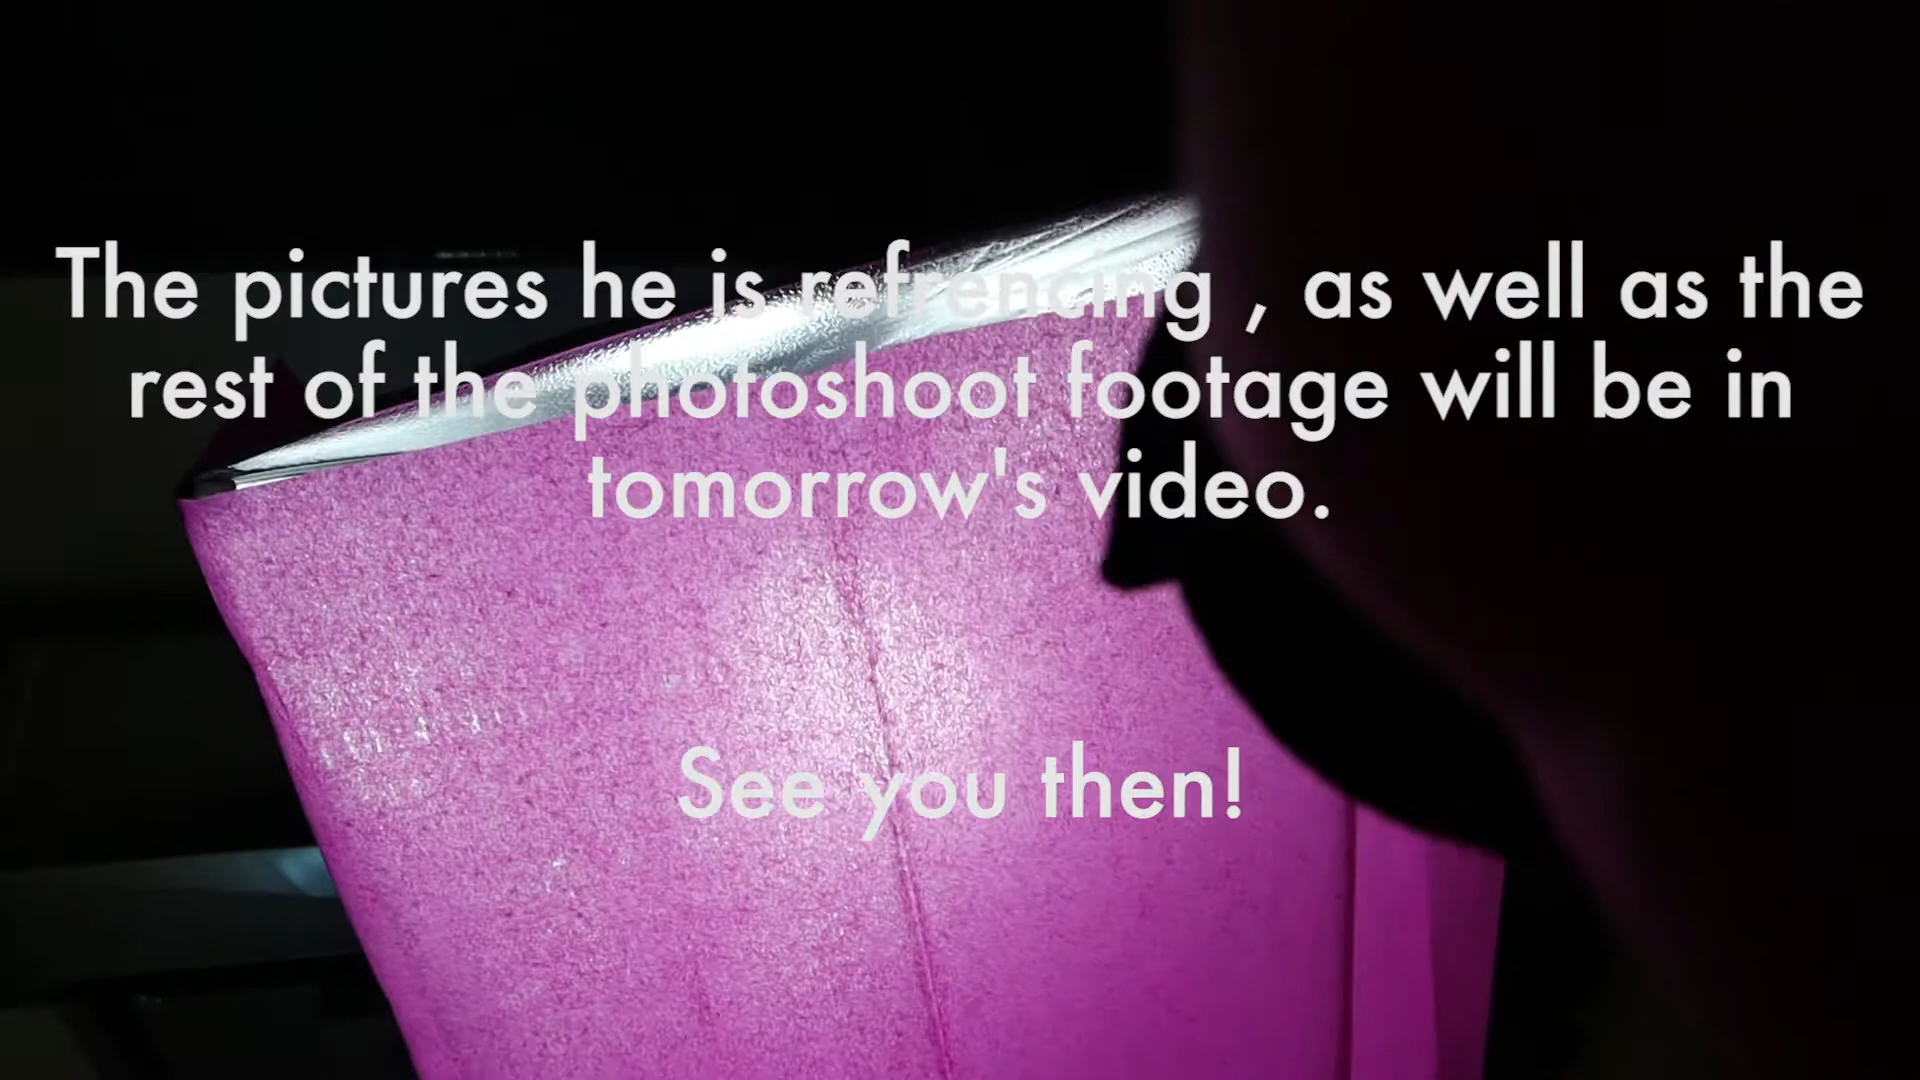 The pictures he is refrencing , as well as the
rest of the photoshoot footage will be in
tomorrow's video.
See you then!